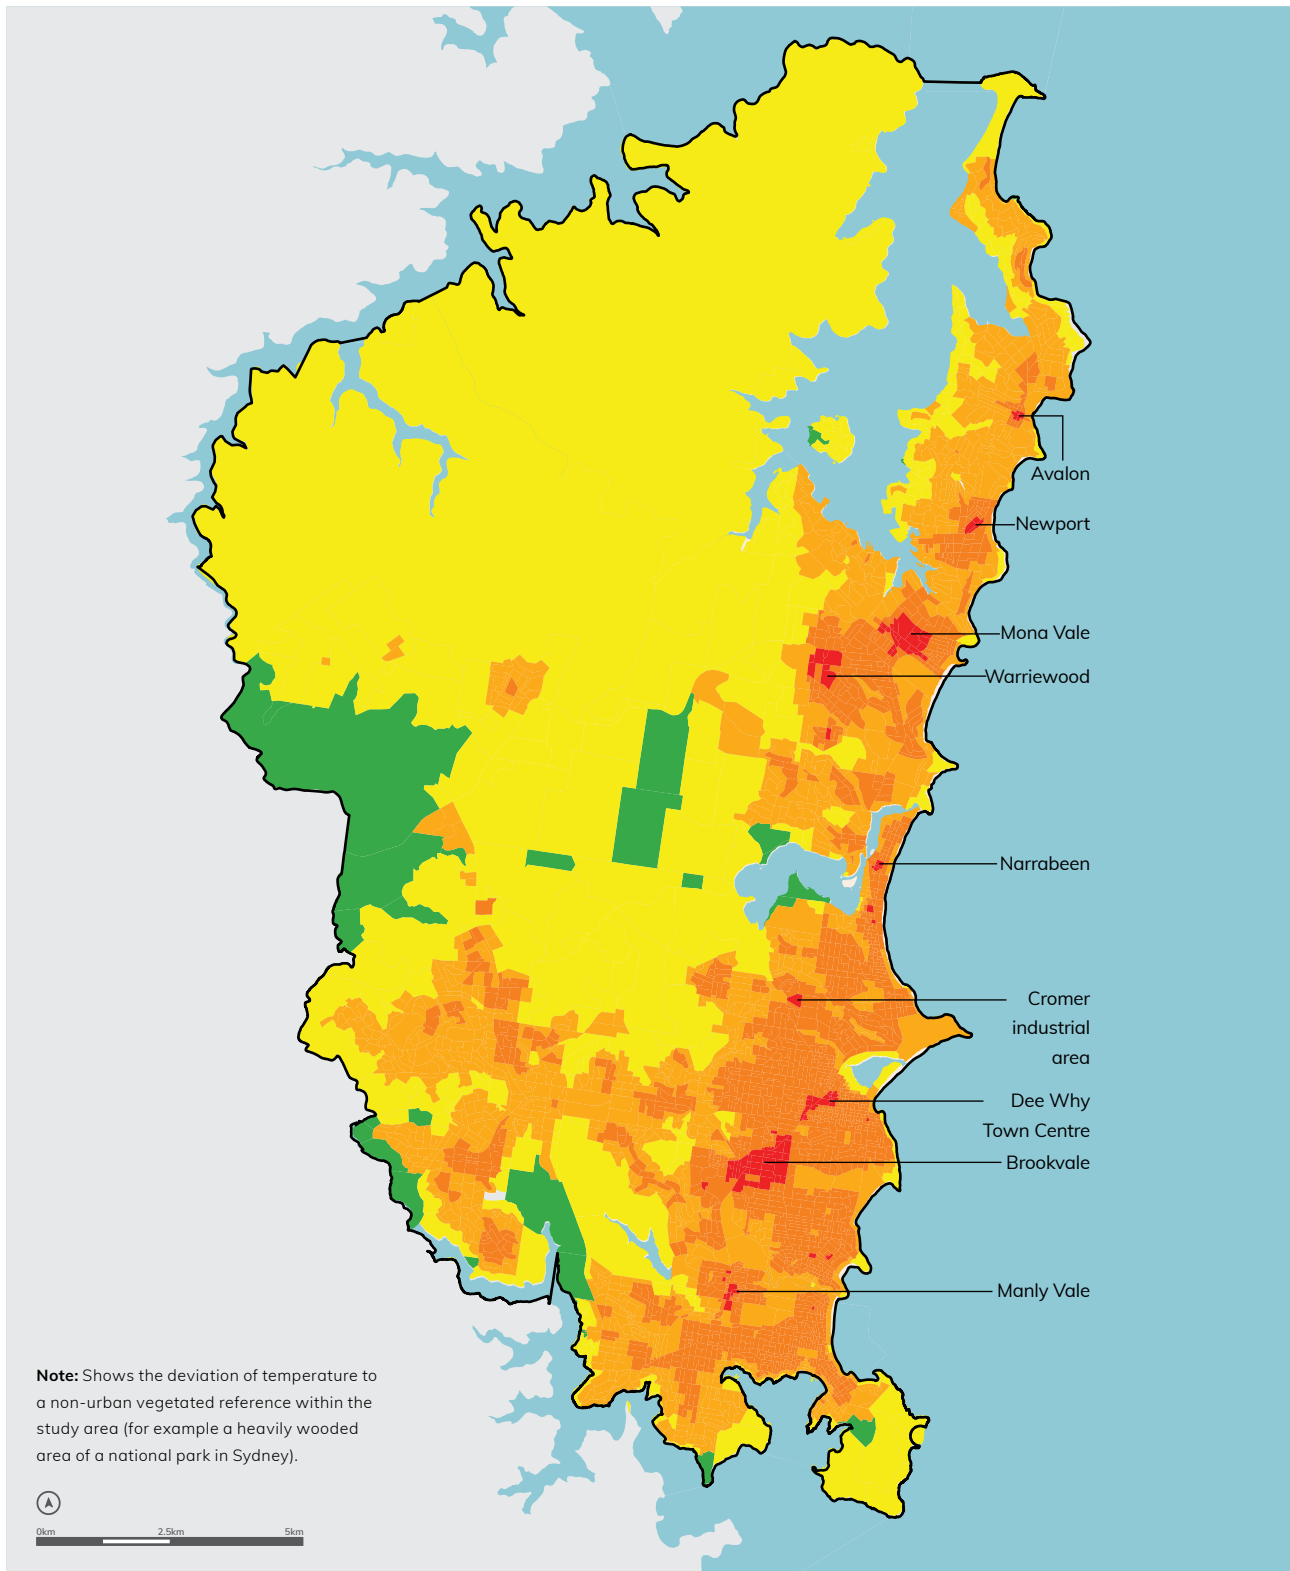 Avalon
Newport
Mona Vale
Warriewood
Narrabeen
Cromer
industrial
area
Dee Why
Town Centre
Brookvale
Manly Vale
Note: Shows the deviation of temperature to
a non-urban vegetated reference within the
study area (for example a heavily wooded
area of a national park in Sydney).
0km 2.5km 5km